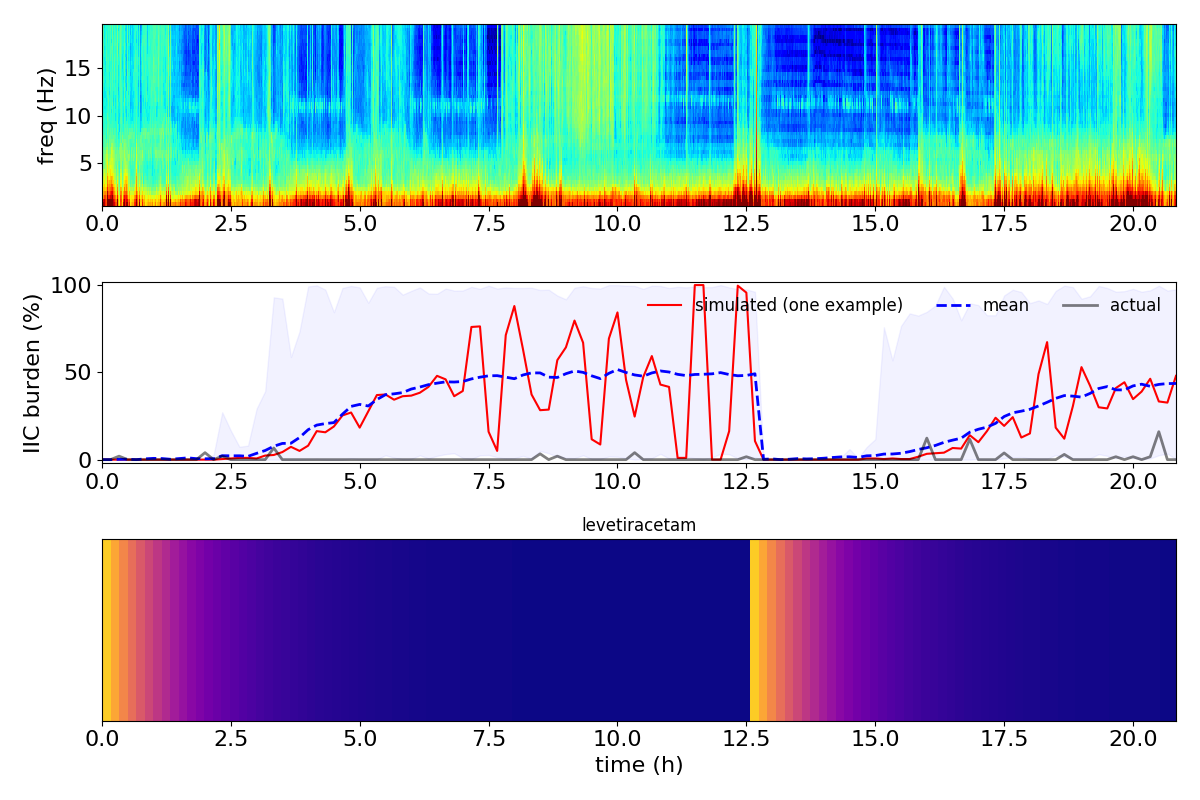 freq (Hz)
15
10
5
0.0 2.5 5.0 7.5 10.0 12.5 15.0 17.5 20.0
IIC burden (%)
100
50
0
simulated (one example) mean actual
0.0 2.5 5.0 7.5 10.0 12.5 15.0 17.5 20.0
levetiracetam
0.0 2.5 5.0 7.5 10.0 12.5 15.0 17.5 20.0
time (h)